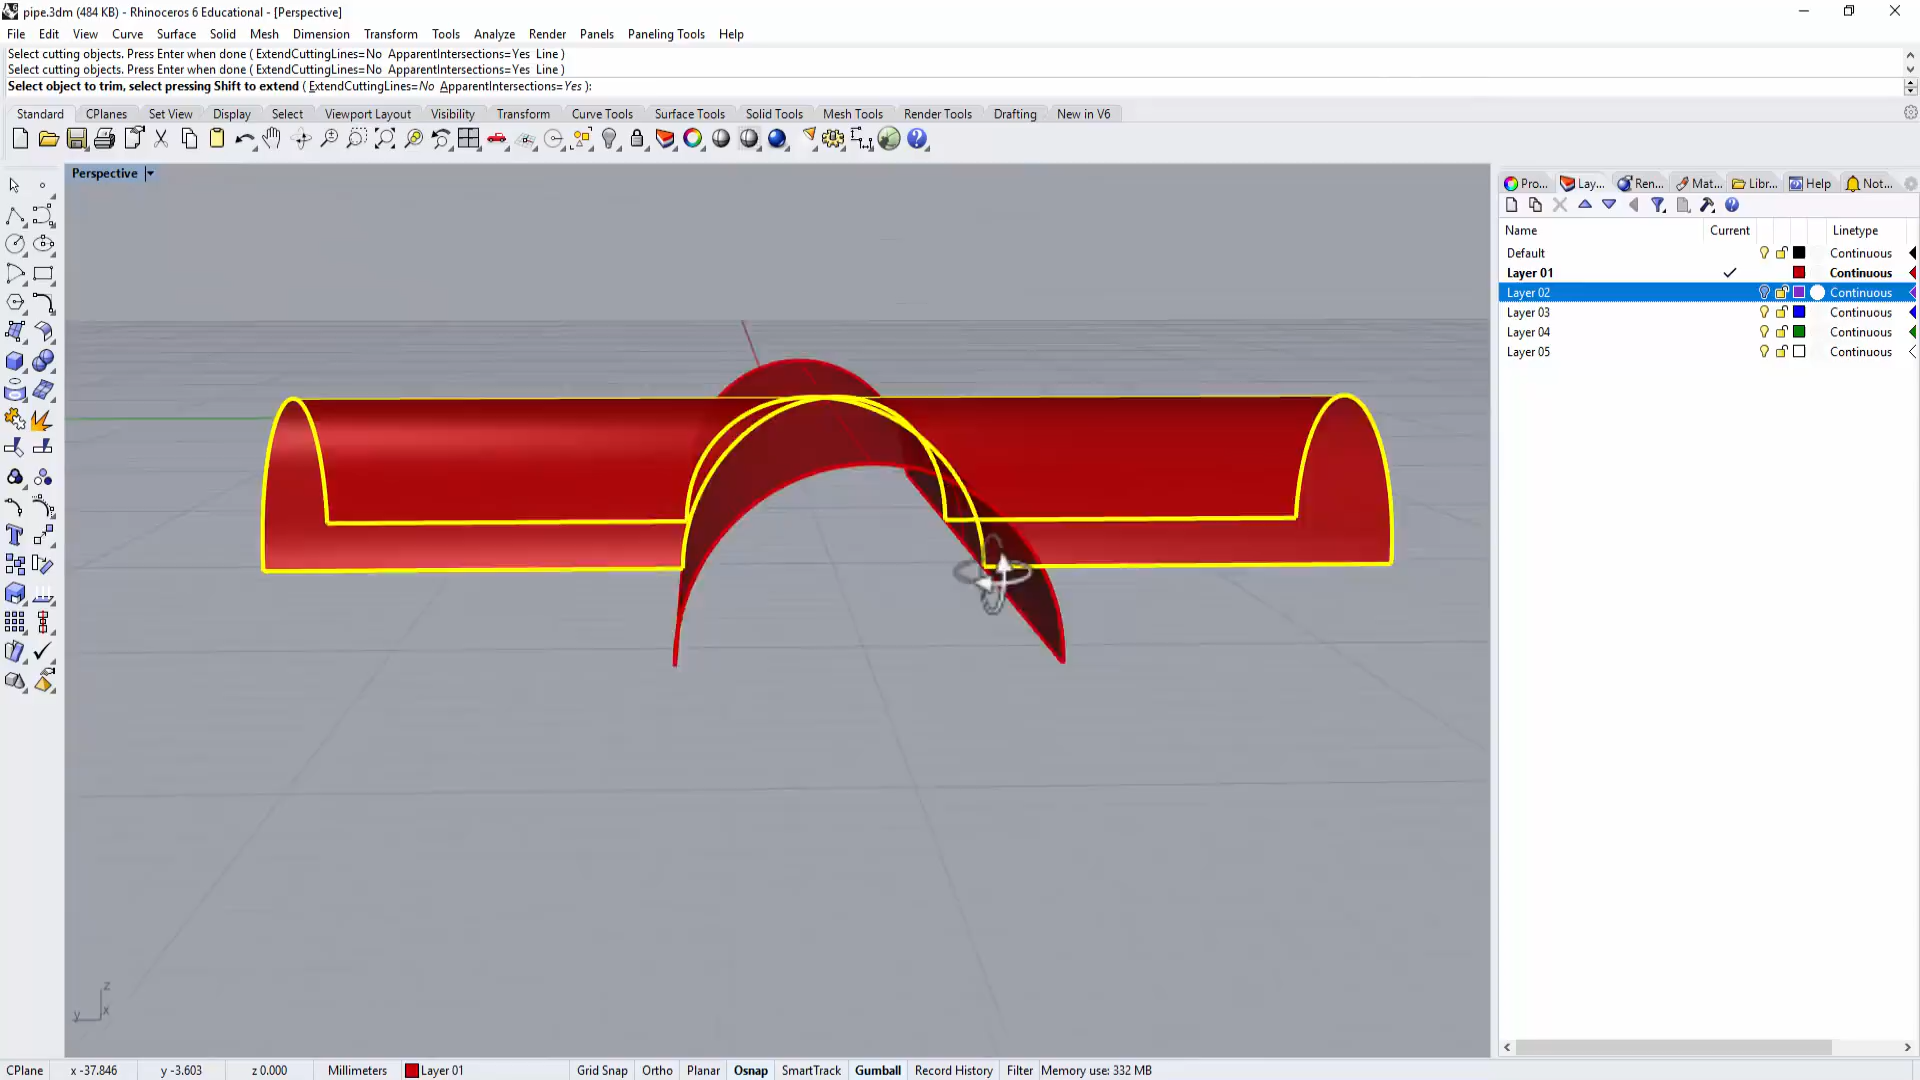 pipe.3dm (484 KB) - Rhinoceros 6 Educational - [Perspective]
File Edit View Curve Surface Solid Mesh Dimension Transform Tools Analyze Render Panels Paneling Tools Help
Select cutting objects. Press Enter when done ( ExtendCuttingLines=No ApparentIntersections=Yes Line )
Select cutting objects. Press Enter when done ( ExtendCuttingLines=No ApparentIntersections=Yes Line )
Select object to trim, select pressing Shift to extend ( ExtendCuttingLines=No ApparentIntersections=Yes ):
Standard CPlanes Set View Display Select Viewport Layout Visibility Transform Curve Tools Surface Tools Solid Tools Mesh Tools Render Tools Drafting New in V6
Perspective
Pro... Lay... Ren... Mat... Libr... Help Not...
Name Current Linetype
Default Continuous
Layer 01 Continuous
Layer 02 Continuous
Layer 03 Continuous
Layer 04 Continuous
Layer 05 Continuous
z
y x
CPlane x -37.846 y -3.603 z 0.000 Millimeters Layer 01 Grid Snap Ortho Planar Osnap SmartTrack Gumball Record History Filter Memory use: 332 MB